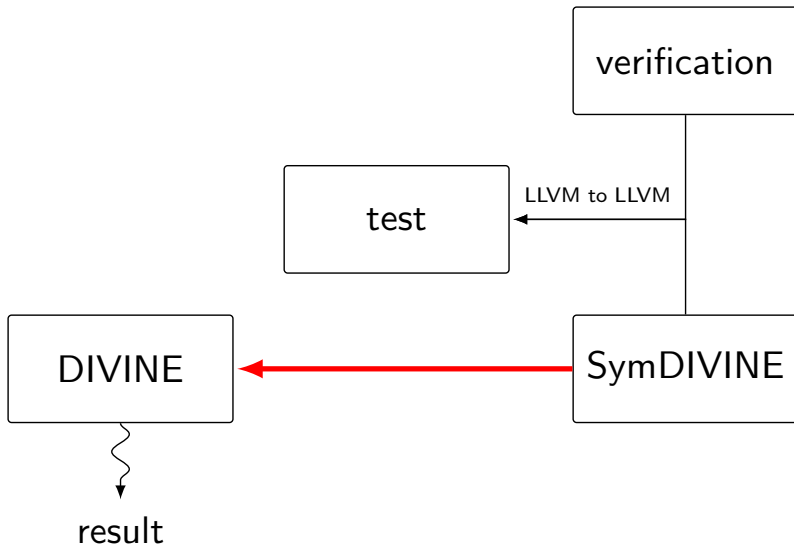 verification
LLVM to LLVM
test
DIVINE
SymDIVINE
result